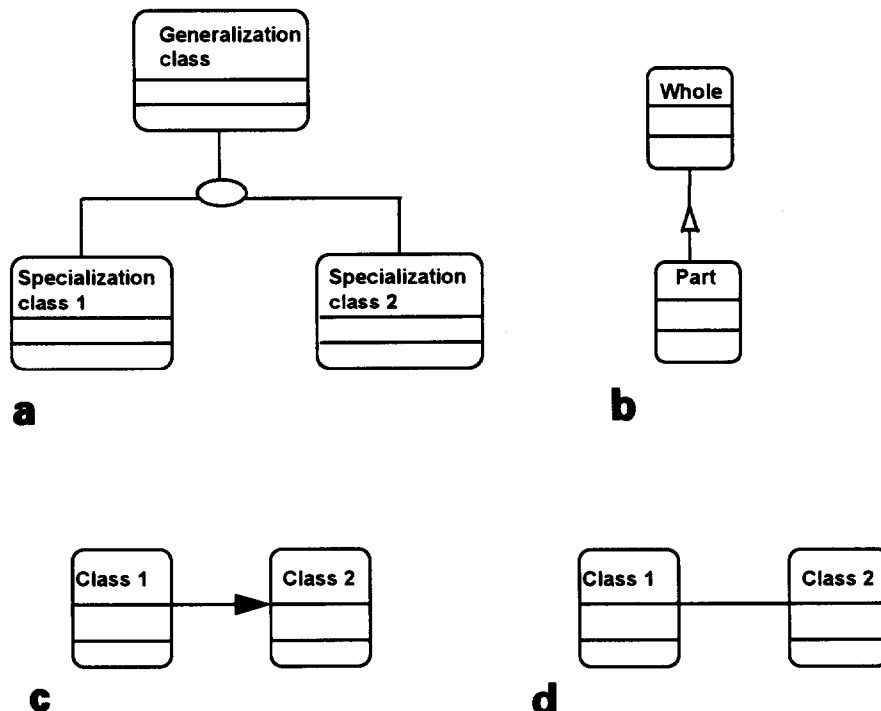 Generalization
class
Whole
Specialization
class 1
Specialization
class 2
Part
a
b
Class 1
Class 2
Class 1
Class 2
c
d